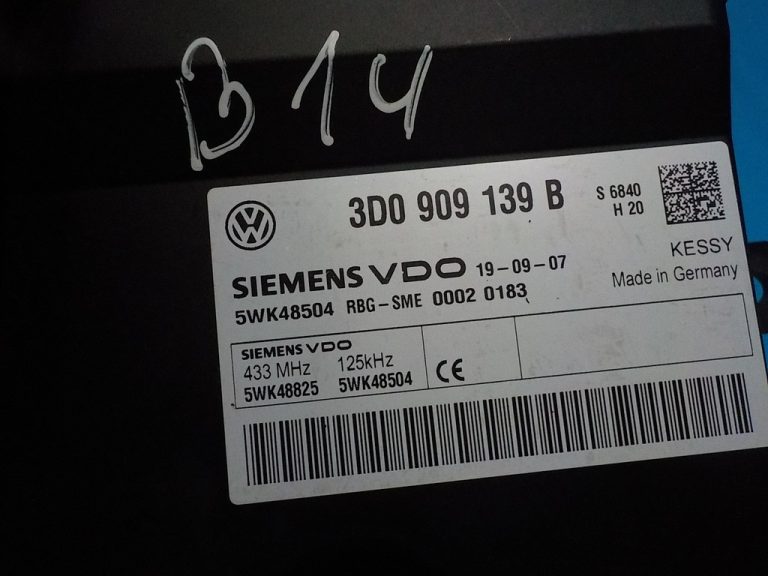 B 14
3D0 909 139 B
S 6840
H 20
KESSY
SIEMENS VDO 19-09-07
Made in Germany
5WK48504 RBG-SME 0002 0183
SIEMENS VDO
433 MHz 125kHz
5WK48825 5WK48504
CE